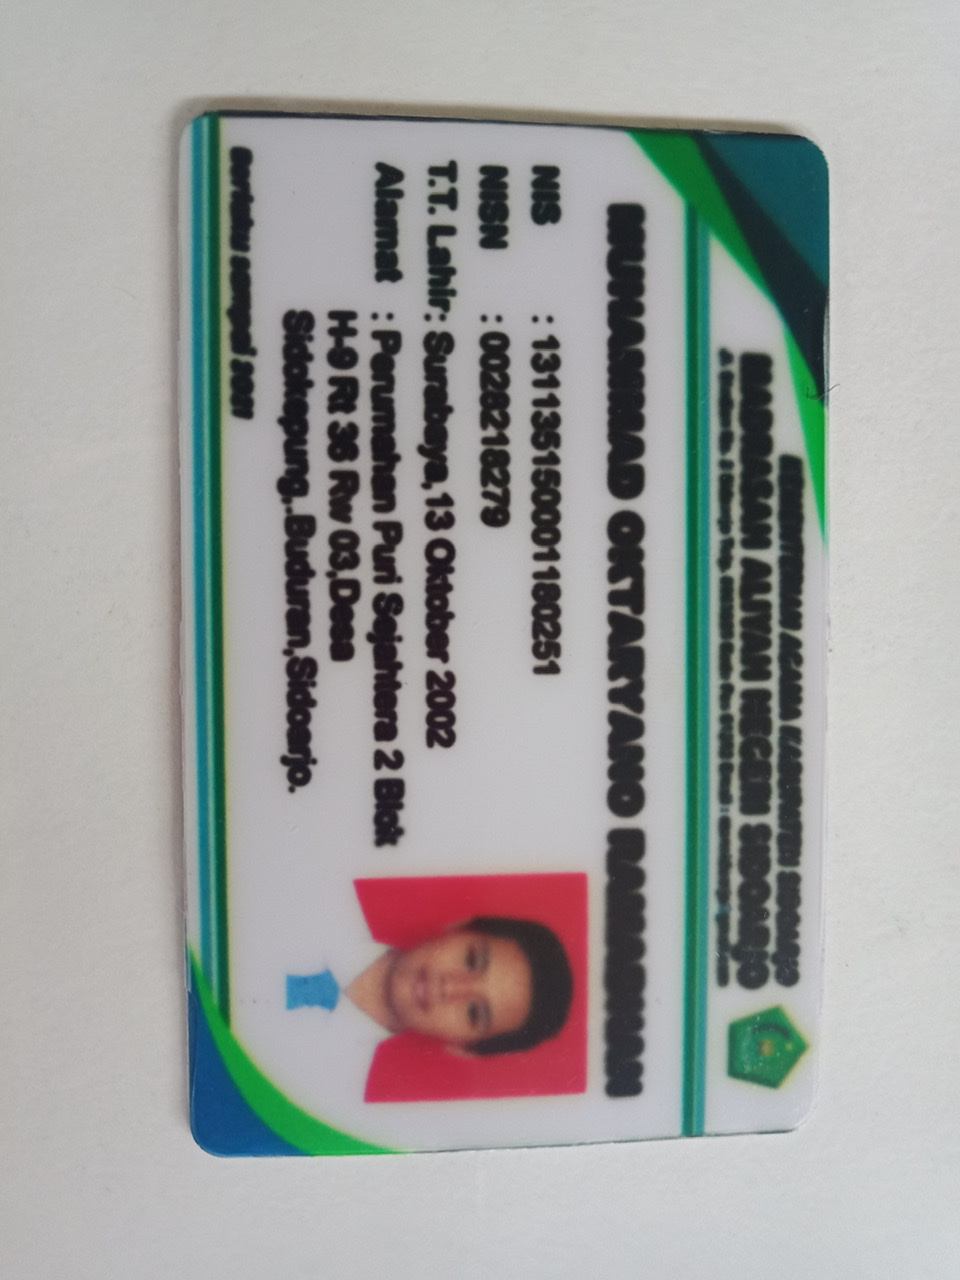 KEMENTERIAN AGAMA KABUPATEN SIDOARJO
MADRASAH ALIYAH NEGERI SIDOARJO
MUHAMMAD OKTARYANO RAMADHAN
NIS : 131135150001180251
NISN : 0028218279
T.T. Lahir : Surabaya,13 Oktober 2002
Alamat : Perumahan Puri Sejahtera 2 Blok
H-9 Rt 36 Rw 03,Desa
Sidokepung,.Buduran,Sidoarjo.
Berlaku sampai 2021